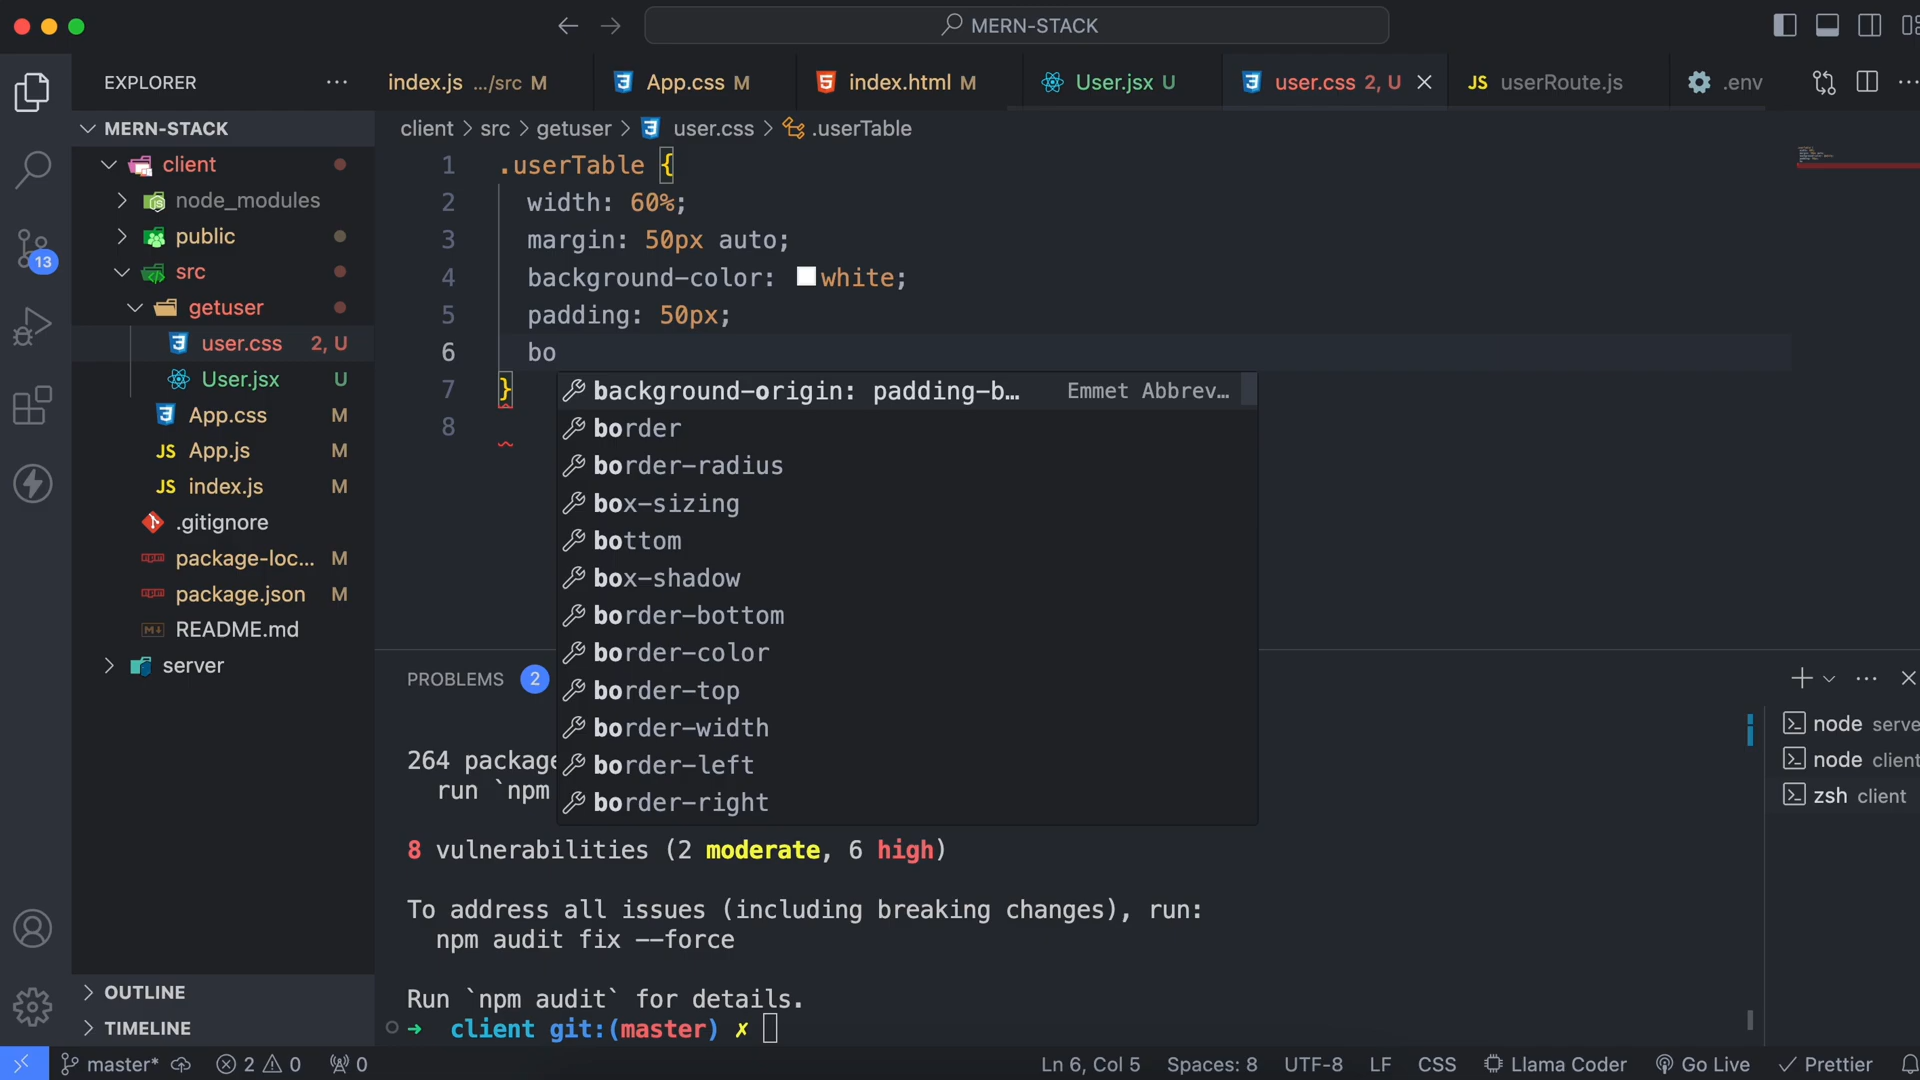 MERN-STACK
EXPLORER
index.js .../src M
App.css M
index.html M
User.jsx U
user.css 2, U
JS userRoute.js
.env
MERN-STACK
client > src > getuser > user.css > .userTable
client
node_modules
public
src
getuser
user.css 2, U
User.jsx U
App.css M
JS App.js M
JS index.js M
.gitignore
package-loc... M
package.json M
README.md
server
OUTLINE
TIMELINE
13
1 .userTable {
2 width: 60%;
3 margin: 50px auto;
4 background-color: white;
5 padding: 50px;
6 bo
7 }
8
background-origin: padding-b... Emmet Abbrev...
border
border-radius
box-sizing
bottom
box-shadow
border-bottom
border-color
border-top
border-width
border-left
border-right
PROBLEMS 2
264 package
run `npm
8 vulnerabilities (2 moderate, 6 high)
To address all issues (including breaking changes), run:
npm audit fix --force
Run `npm audit` for details.
➜ client git:(master) ✗
node serve
node client
zsh client
master* 2 0 0
Ln 6, Col 5 Spaces: 8 UTF-8 LF CSS Llama Coder Go Live Prettier